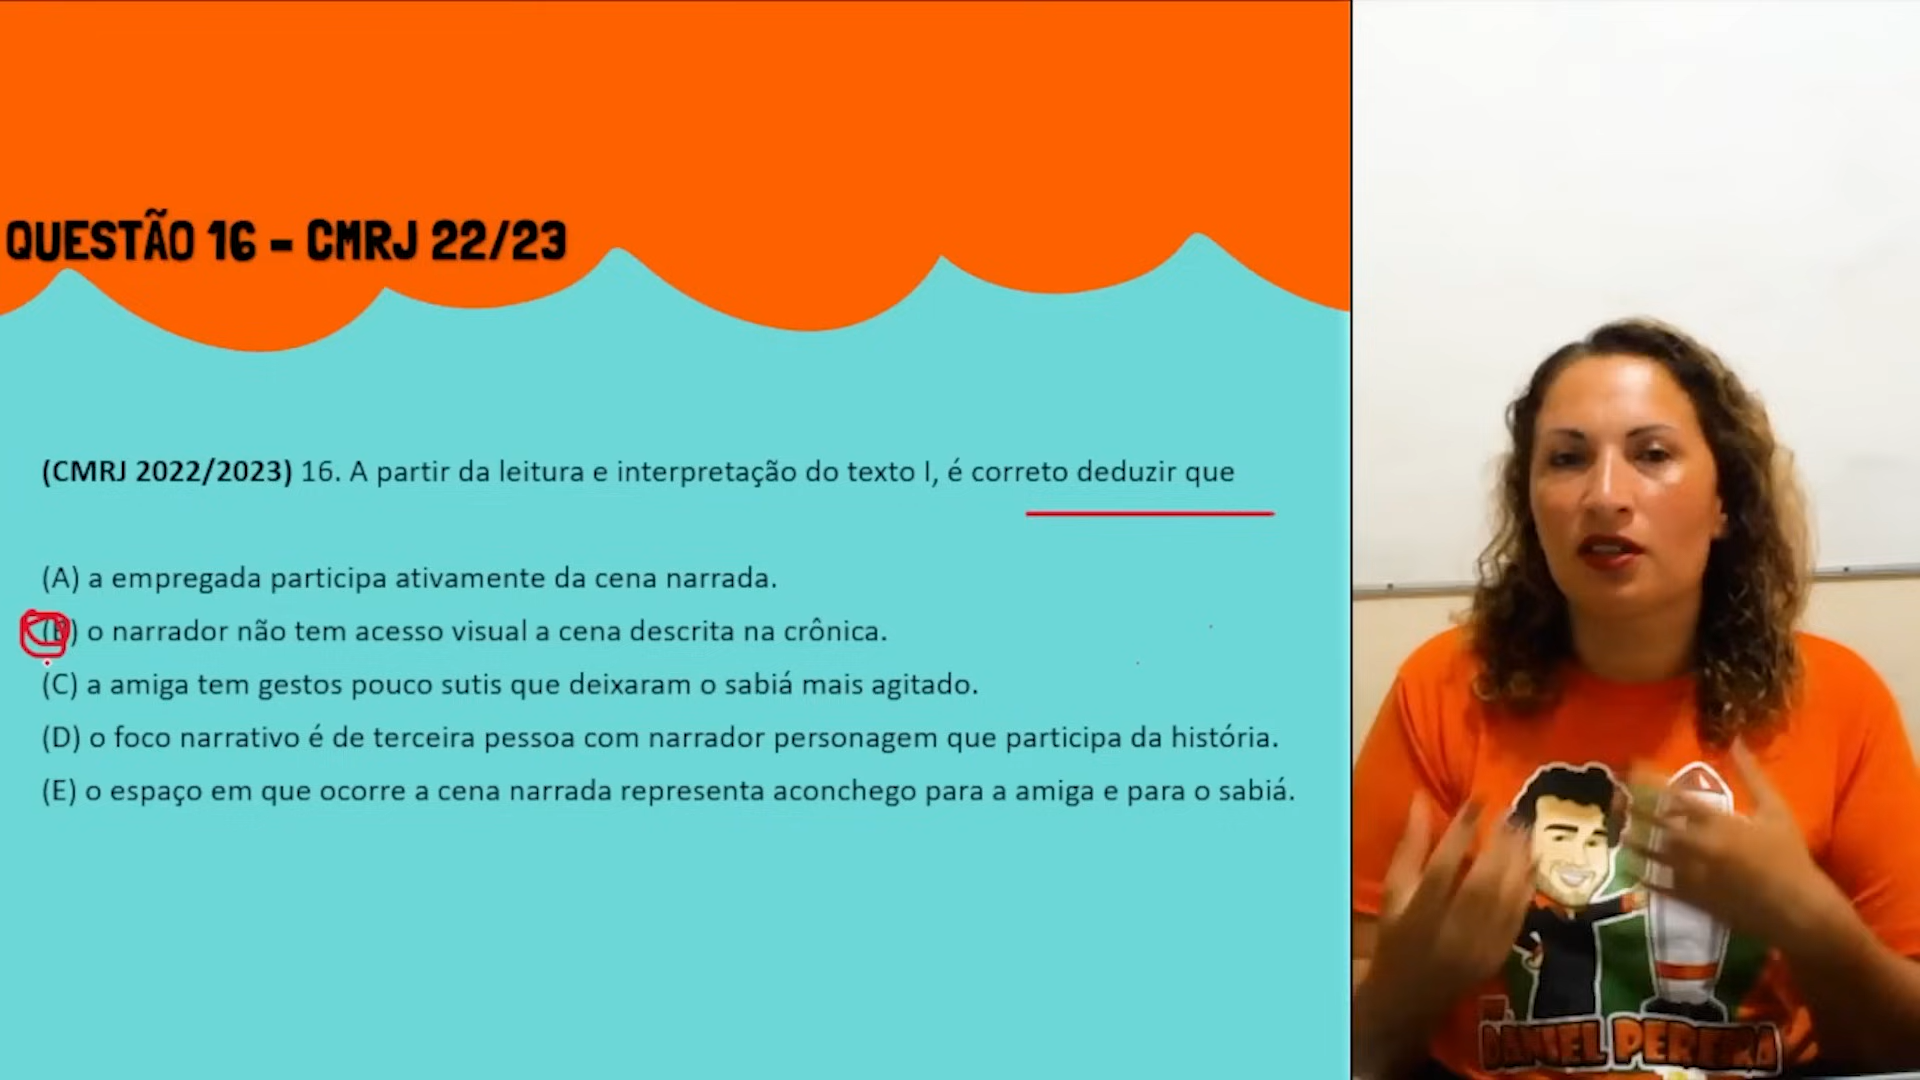 QUESTÃO 16 - CMRJ 22/23
(CMRJ 2022/2023) 16. A partir da leitura e interpretação do texto I, é correto deduzir que
(A) a empregada participa ativamente da cena narrada.
(B) o narrador não tem acesso visual a cena descrita na crônica.
(C) a amiga tem gestos pouco sutis que deixaram o sabiá mais agitado.
(D) o foco narrativo é de terceira pessoa com narrador personagem que participa da história.
(E) o espaço em que ocorre a cena narrada representa aconchego para a amiga e para o sabiá.
DANIEL PEREIRA